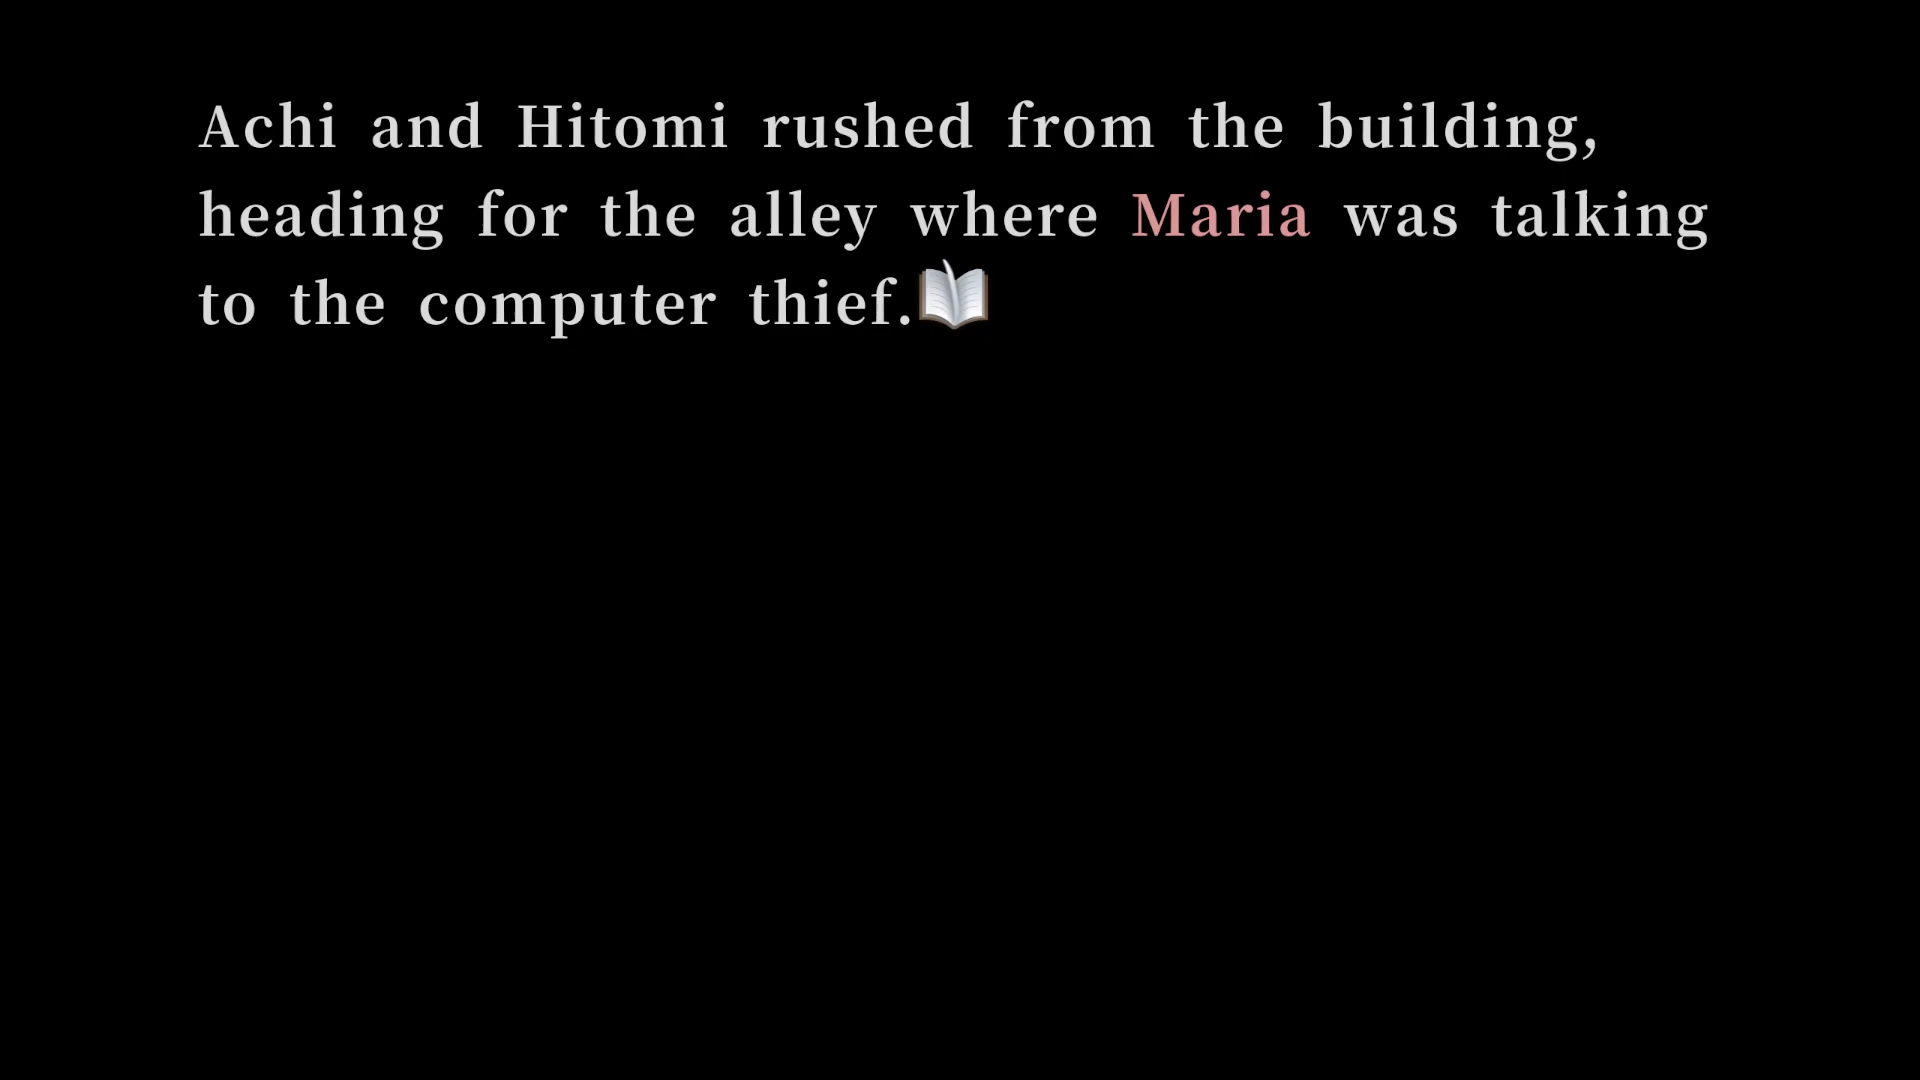 Achi and Hitomi rushed from the building,
heading for the alley where Maria was talking
to the computer thief.